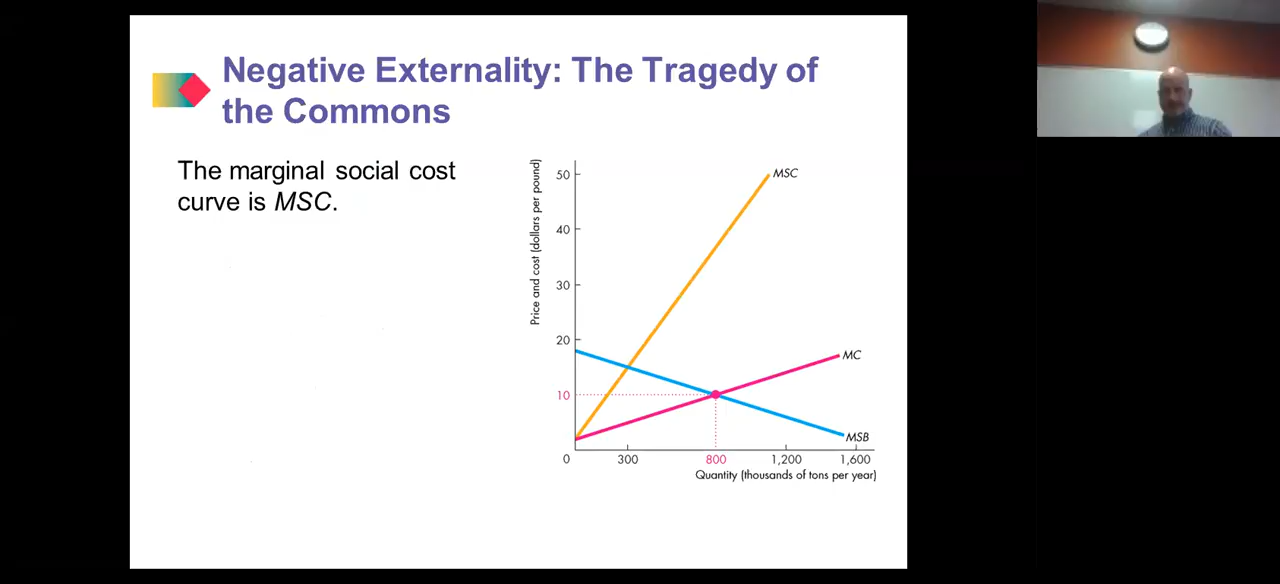 Negative Externality: The Tragedy of
the Commons
The marginal social cost
curve is MSC.
Price and cost (dollars per pound)
50
40
30
20
10
0
300
800
1,200
1,600
Quantity (thousands of tons per year)
MSC
MC
MSB